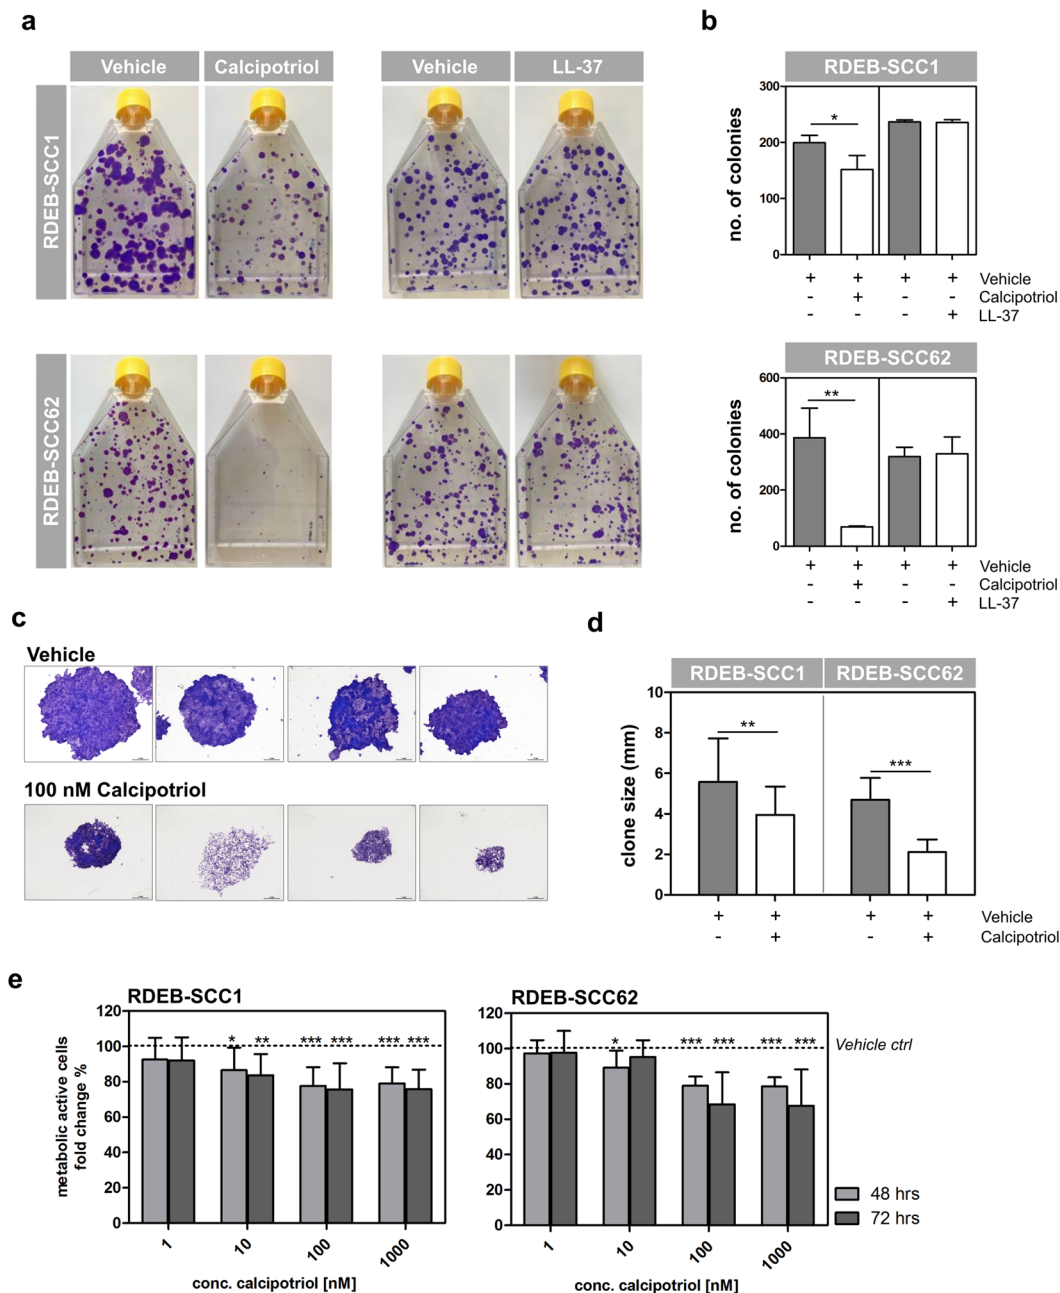 a
Vehicle
Calcipotriol
Vehicle
LL-37
RDEB-SCC1
RDEB-SCC62
b
RDEB-SCC1
300
200
100
0
no. of colonies
*
+ + + + Vehicle
- + - - Calcipotriol
- - - + LL-37
RDEB-SCC62
600
400
200
0
no. of colonies
**
+ + + + Vehicle
- + - - Calcipotriol
- - - + LL-37
c
Vehicle
100 nM Calcipotriol
d
RDEB-SCC1
RDEB-SCC62
10
8
6
4
2
0
clone size (mm)
**
***
+ + + + Vehicle
- + - + Calcipotriol
e
RDEB-SCC1
120
100
80
60
40
20
0
metabolic active cells
fold change %
* ** *** *** *** ***
1 10 100 1000
conc. calcipotriol [nM]
RDEB-SCC62
120
100
80
60
40
20
0
* *** *** *** ***
Vehicle ctrl
1 10 100 1000
conc. calcipotriol [nM]
48 hrs
72 hrs